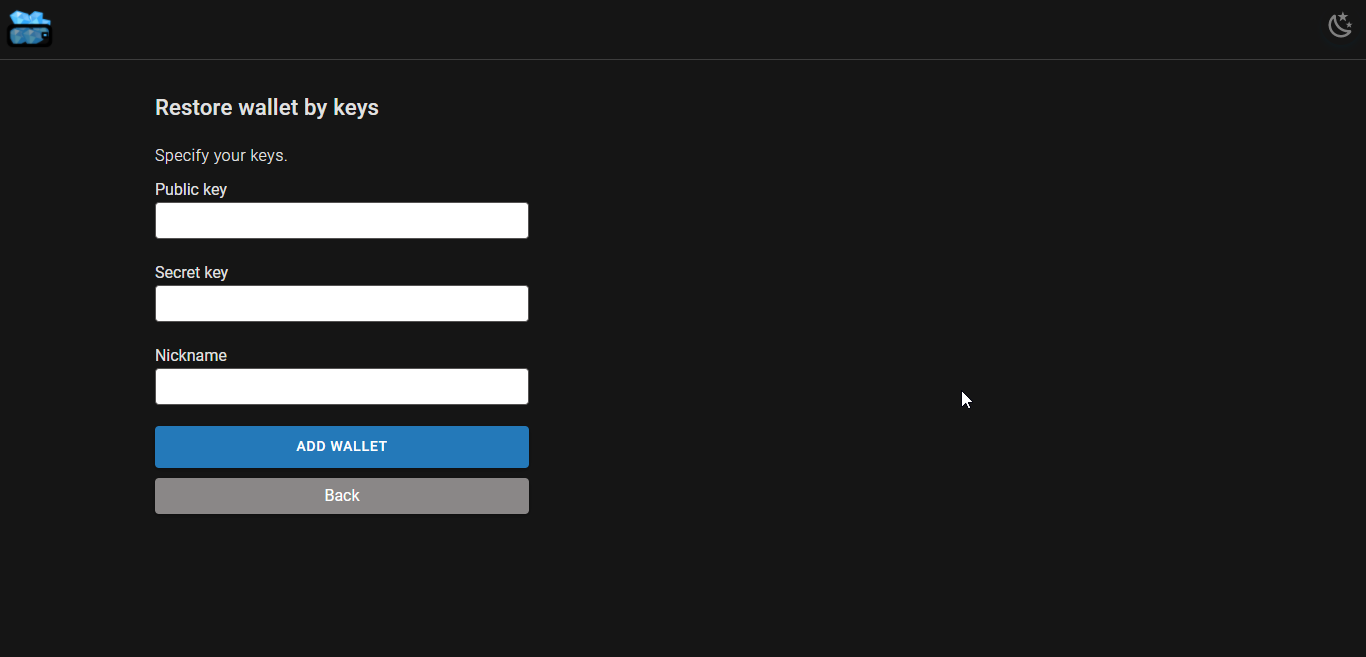 Restore wallet by keys
Specify your keys.
Public key
Secret key
Nickname
ADD WALLET
Back